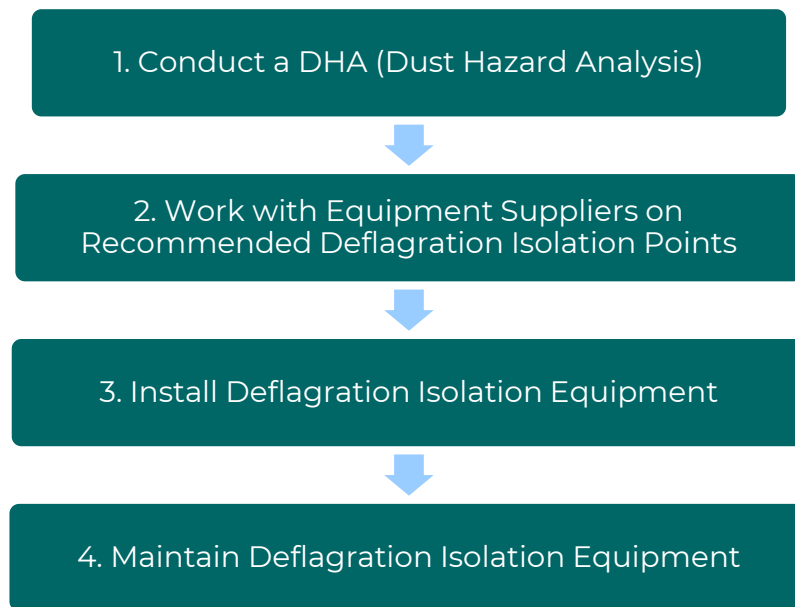 1. Conduct a DHA (Dust Hazard Analysis)
2. Work with Equipment Suppliers on
Recommended Deflagration Isolation Points
3. Install Deflagration Isolation Equipment
4. Maintain Deflagration Isolation Equipment